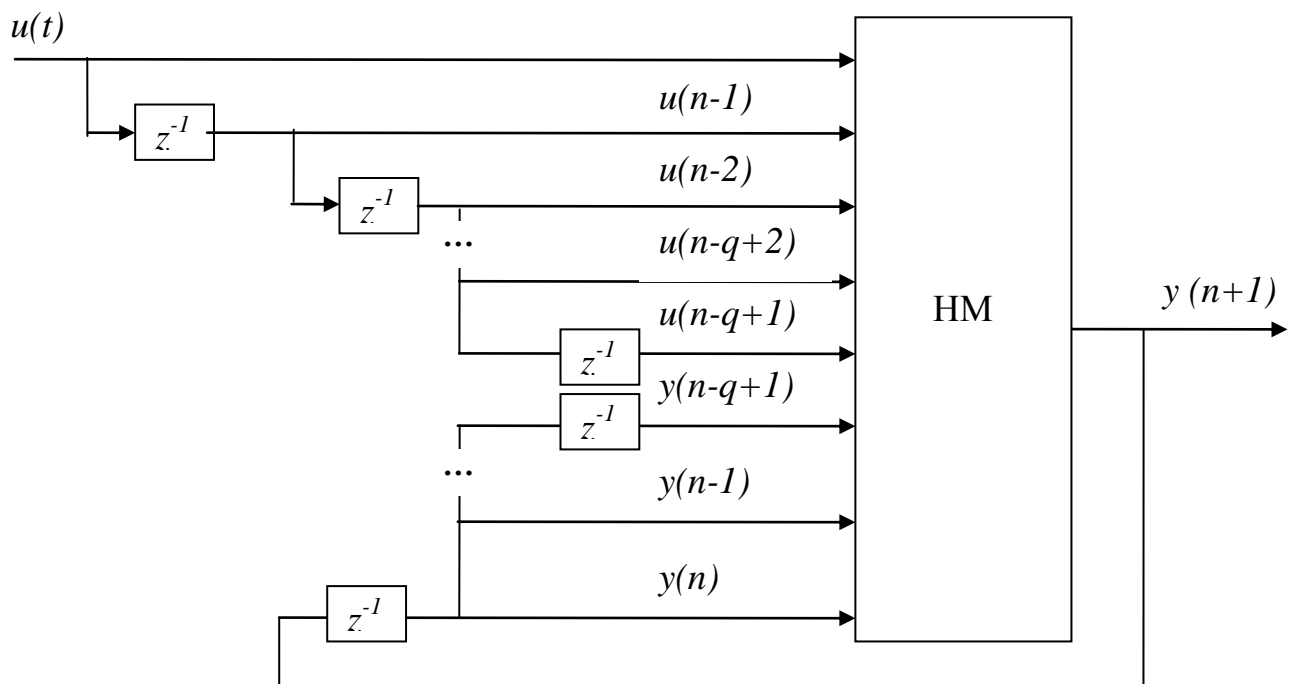 u(t)
u(n-1)
z⁻¹
u(n-2)
z⁻¹
...
u(n-q+2)
HM
y (n+1)
u(n-q+1)
z⁻¹
y(n-q+1)
z⁻¹
...
y(n-1)
y(n)
z⁻¹